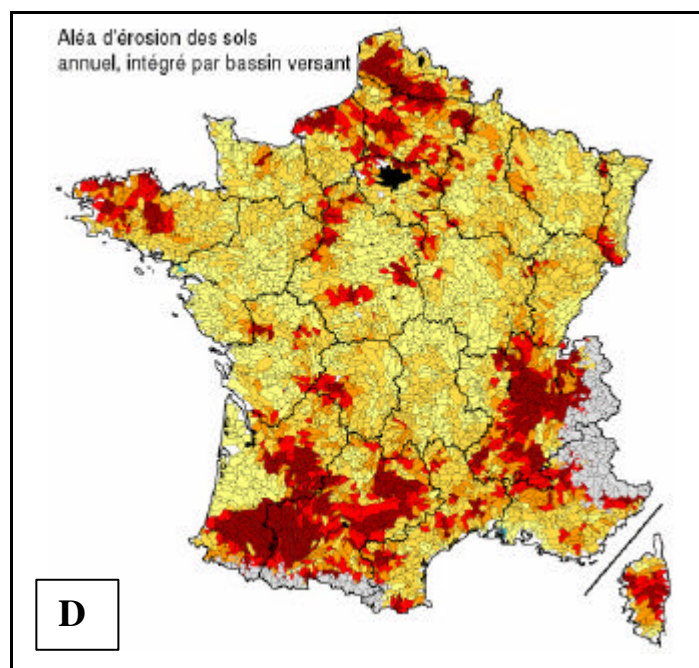 Aléa d'érosion des sols
annuel, intégré par bassin versant
D